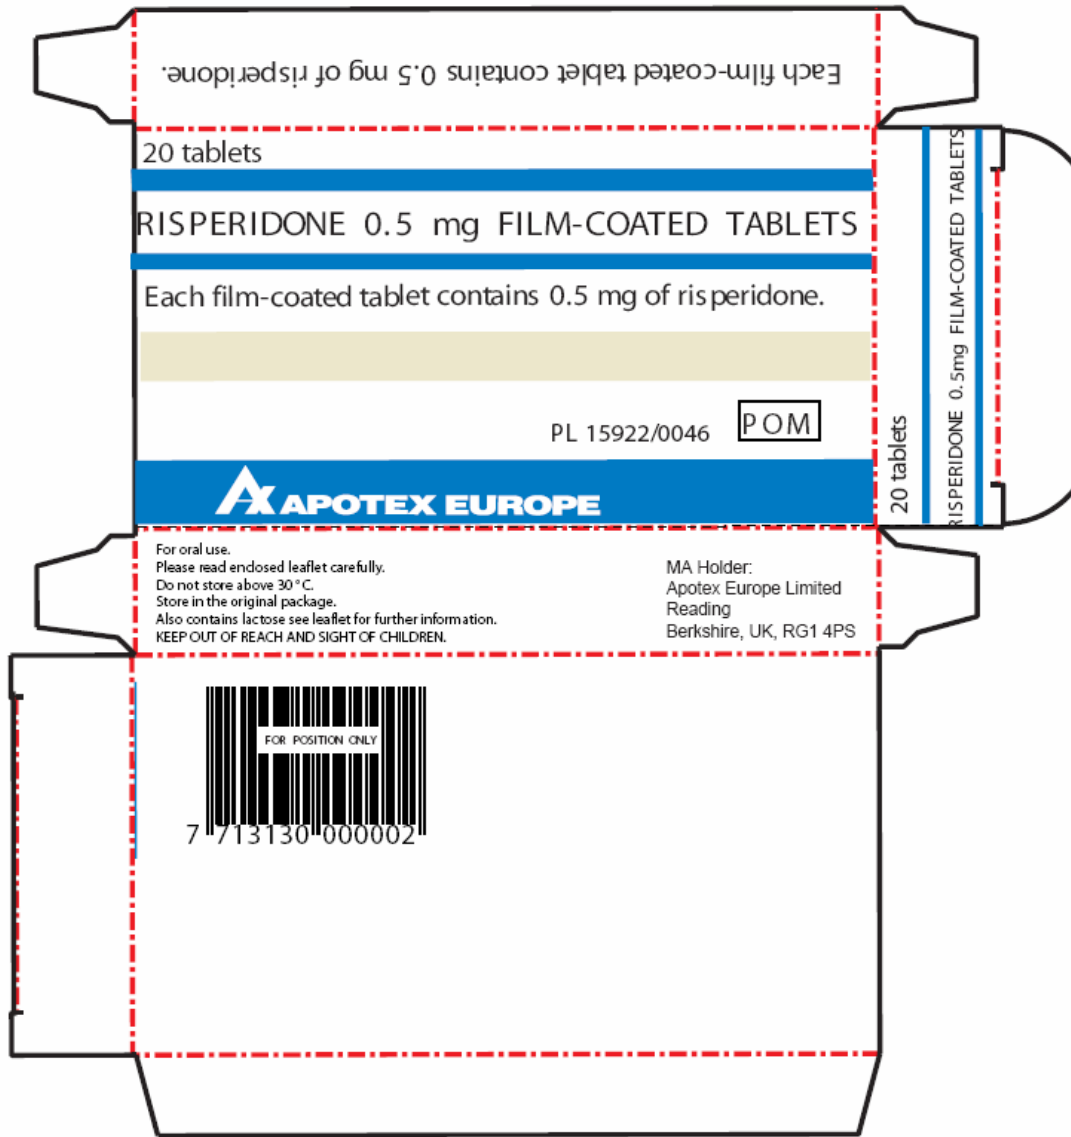 Each film-coated tablet contains 0.5 mg of risperidone.
20 tablets
RISPERIDONE 0.5 mg FILM-COATED TABLETS
Each film-coated tablet contains 0.5 mg of risperidone.
PL 15922/0046
POM
APOTEX EUROPE
20 tablets
RISPERIDONE 0.5mg FILM-COATED TABLETS
For oral use.
Please read enclosed leaflet carefully.
Do not store above 30°C.
Store in the original package.
Also contains lactose see leaflet for further information.
KEEP OUT OF REACH AND SIGHT OF CHILDREN.
MA Holder:
Apotex Europe Limited
Reading
Berkshire, UK, RG1 4PS
FOR POSITION ONLY
7 713130 000002